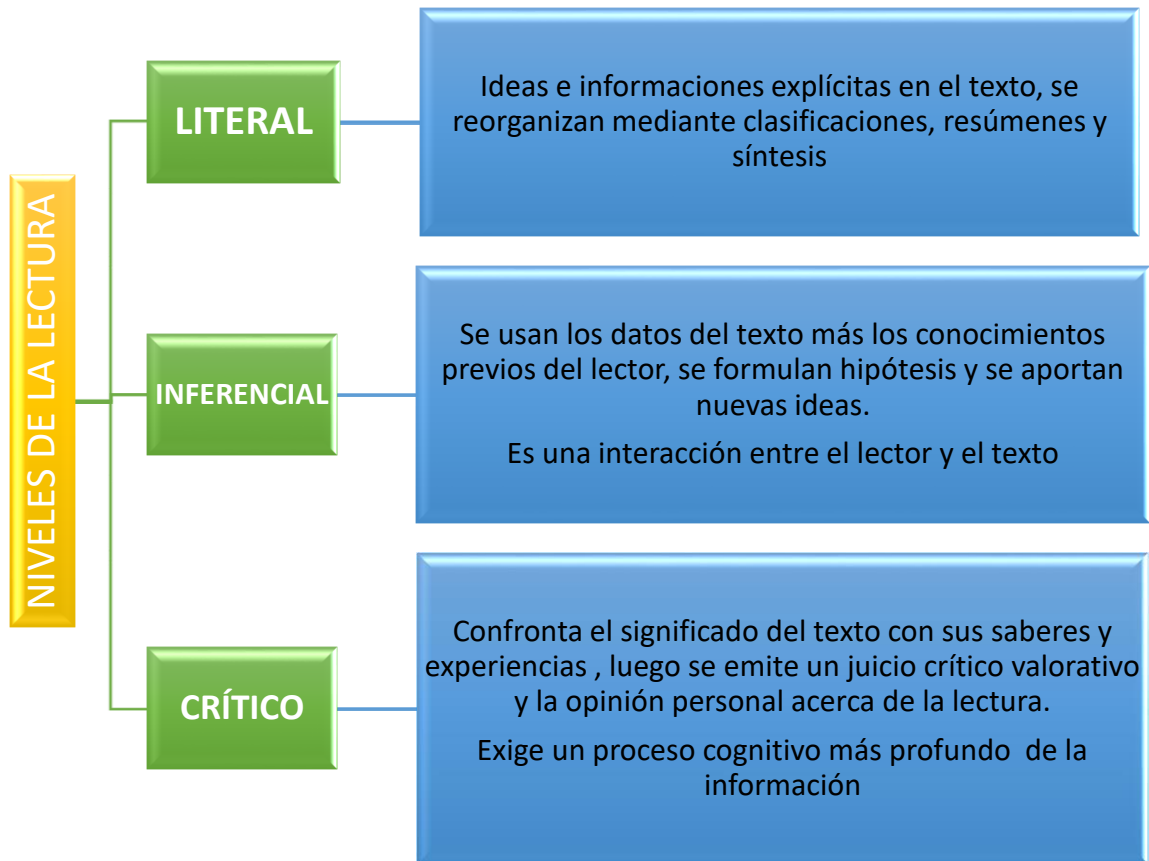 NIVELES DE LA LECTURA
LITERAL
Ideas e informaciones explícitas en el texto, se
reorganizan mediante clasificaciones, resúmenes y
síntesis
INFERENCIAL
Se usan los datos del texto más los conocimientos
previos del lector, se formulan hipótesis y se aportan
nuevas ideas.
Es una interacción entre el lector y el texto
CRÍTICO
Confronta el significado del texto con sus saberes y
experiencias , luego se emite un juicio crítico valorativo
y la opinión personal acerca de la lectura.
Exige un proceso cognitivo más profundo  de la
información